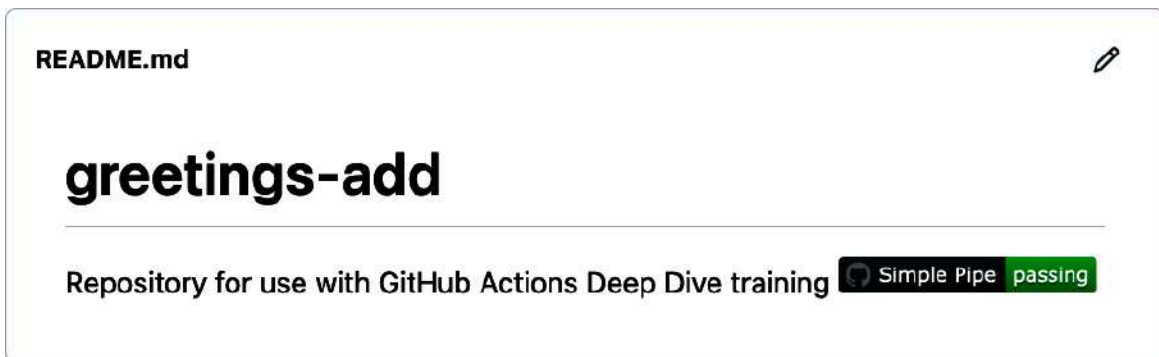 README.md
greetings-add
Repository for use with GitHub Actions Deep Dive training Simple Pipe passing